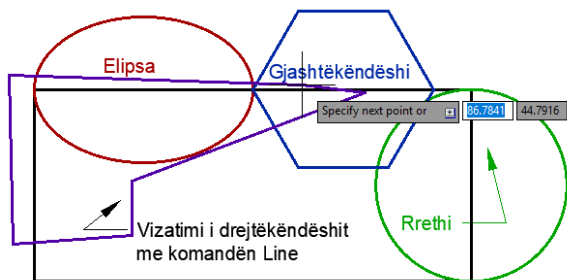 Elipsa
Gjashtëkëndëshi
Specify next point or 86.7841 44.7916
Rrethi
Vizatimi i drejtëkëndëshit
me komandën Line